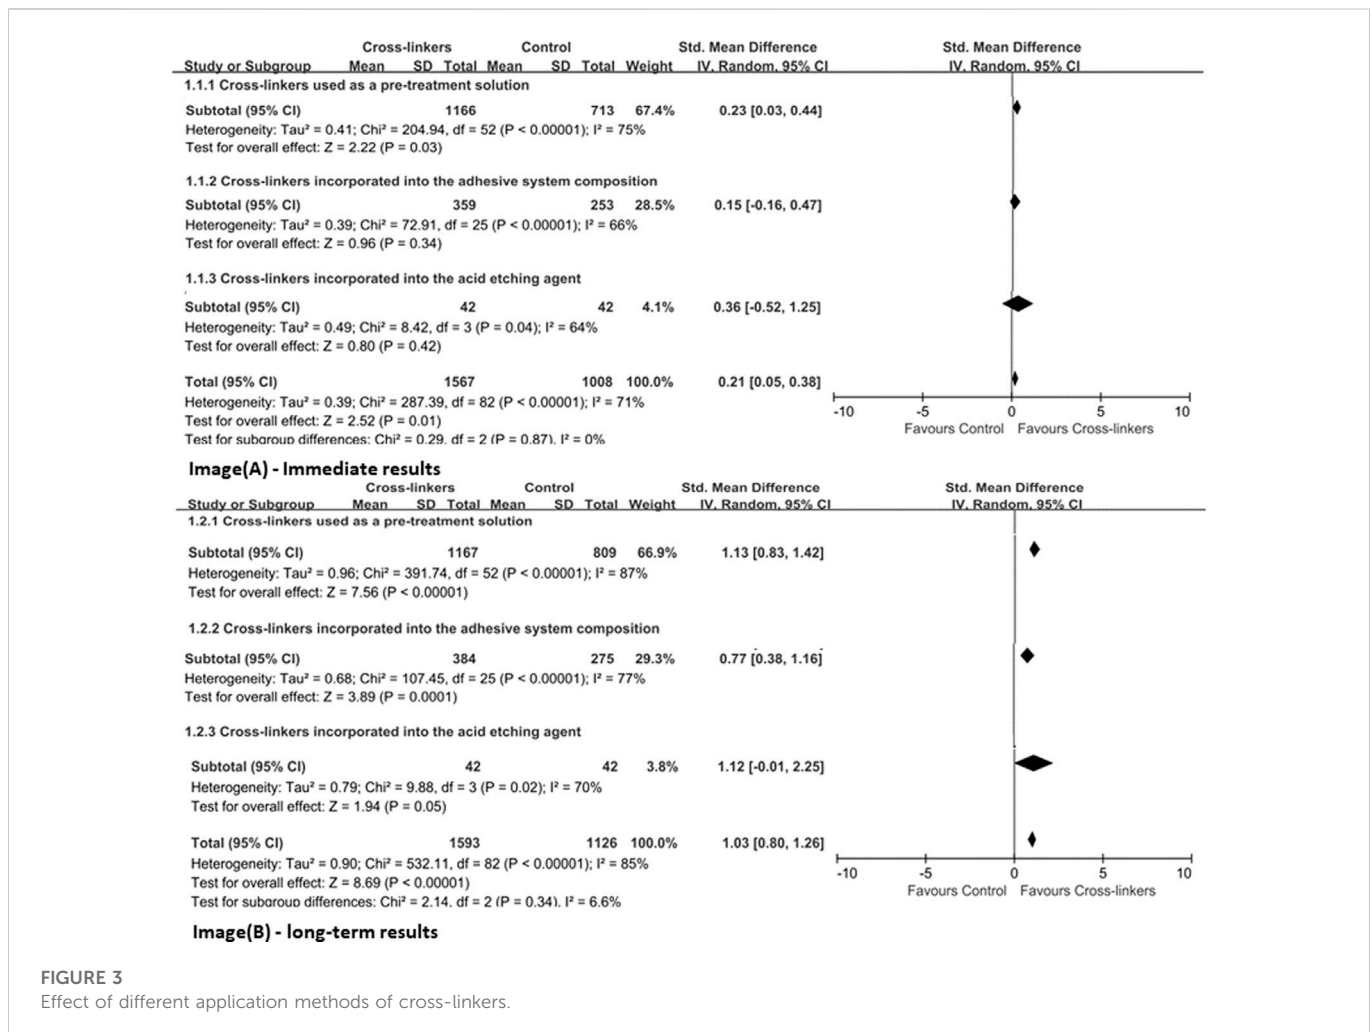 Cross-linkers Control Std. Mean Difference Std. Mean Difference
Study or Subgroup Mean SD Total Mean SD Total Weight IV, Random, 95% CI IV, Random, 95% CI
1.1.1 Cross-linkers used as a pre-treatment solution
Subtotal (95% CI) 1166 713 67.4% 0.23 [0.03, 0.44]
Heterogeneity: Tau² = 0.41; Chi² = 204.94, df = 52 (P < 0.00001); I² = 75%
Test for overall effect: Z = 2.22 (P = 0.03)
1.1.2 Cross-linkers incorporated into the adhesive system composition
Subtotal (95% CI) 359 253 28.5% 0.15 [-0.16, 0.47]
Heterogeneity: Tau² = 0.39; Chi² = 72.91, df = 25 (P < 0.00001); I² = 66%
Test for overall effect: Z = 0.96 (P = 0.34)
1.1.3 Cross-linkers incorporated into the acid etching agent
Subtotal (95% CI) 42 42 4.1% 0.36 [-0.52, 1.25]
Heterogeneity: Tau² = 0.49; Chi² = 8.42, df = 3 (P = 0.04); I² = 64%
Test for overall effect: Z = 0.80 (P = 0.42)
Total (95% CI) 1567 1008 100.0% 0.21 [0.05, 0.38]
Heterogeneity: Tau² = 0.39; Chi² = 287.39, df = 82 (P < 0.00001); I² = 71%
Test for overall effect: Z = 2.52 (P = 0.01)
Test for subgroup differences: Chi² = 0.29, df = 2 (P = 0.87), I² = 0%
-10 -5 0 5 10
Favours Control Favours Cross-linkers
Image(A) - Immediate results
Cross-linkers Control Std. Mean Difference Std. Mean Difference
Study or Subgroup Mean SD Total Mean SD Total Weight IV, Random, 95% CI IV, Random, 95% CI
1.2.1 Cross-linkers used as a pre-treatment solution
Subtotal (95% CI) 1167 809 66.9% 1.13 [0.83, 1.42]
Heterogeneity: Tau² = 0.96; Chi² = 391.74, df = 52 (P < 0.00001); I² = 87%
Test for overall effect: Z = 7.56 (P < 0.00001)
1.2.2 Cross-linkers incorporated into the adhesive system composition
Subtotal (95% CI) 384 275 29.3% 0.77 [0.38, 1.16]
Heterogeneity: Tau² = 0.68; Chi² = 107.45, df = 25 (P < 0.00001); I² = 77%
Test for overall effect: Z = 3.89 (P = 0.0001)
1.2.3 Cross-linkers incorporated into the acid etching agent
Subtotal (95% CI) 42 42 3.8% 1.12 [-0.01, 2.25]
Heterogeneity: Tau² = 0.79; Chi² = 9.88, df = 3 (P = 0.02); I² = 70%
Test for overall effect: Z = 1.94 (P = 0.05)
Total (95% CI) 1593 1126 100.0% 1.03 [0.80, 1.26]
Heterogeneity: Tau² = 0.90; Chi² = 532.11, df = 82 (P < 0.00001); I² = 85%
Test for overall effect: Z = 8.69 (P < 0.00001)
Test for subgroup differences: Chi² = 2.14, df = 2 (P = 0.34), I² = 6.6%
-10 -5 0 5 10
Favours Control Favours Cross-linkers
Image(B) - long-term results
FIGURE 3
Effect of different application methods of cross-linkers.